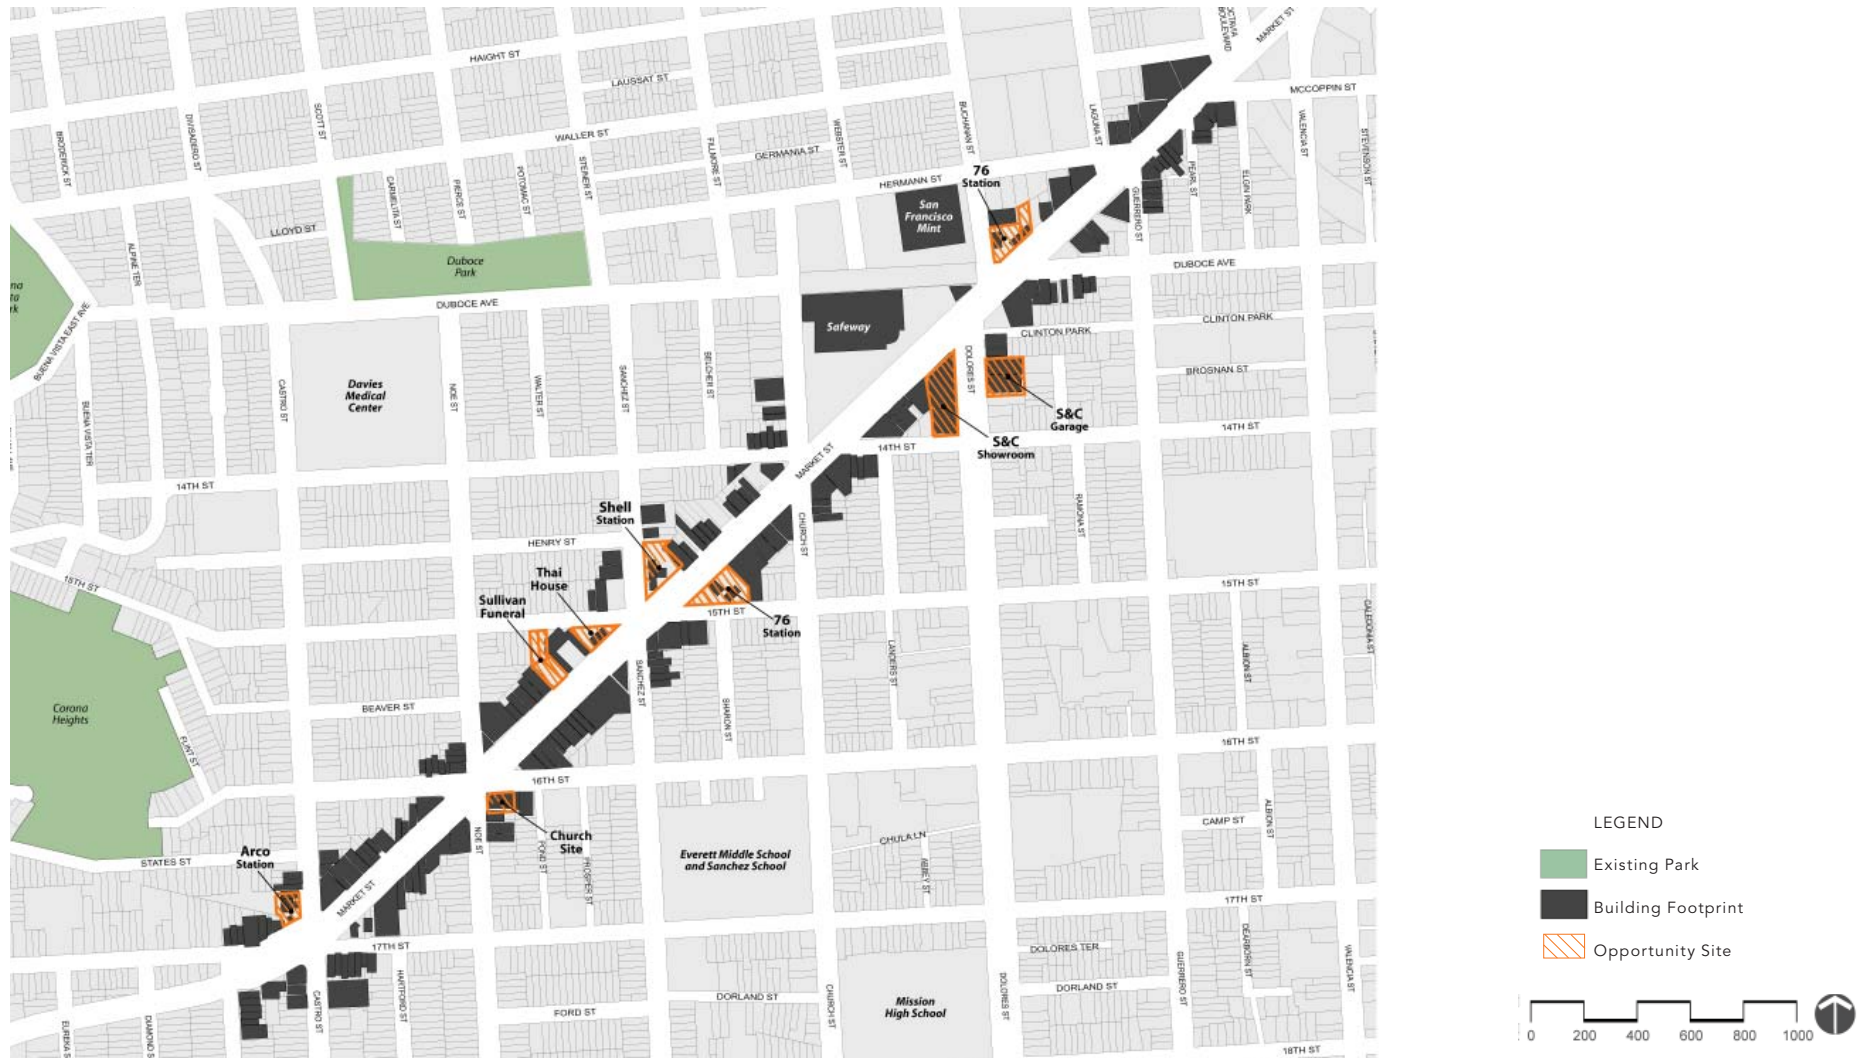 OCTAVIA
BOULEVARD
MARKET ST
HAIGHT ST
LAUSSAT ST
MCCOPPIN ST
BRODERICK ST
DIVISADERO ST
SCOTT ST
WALLER ST
FILLMORE ST
WEBSTER ST
BUCHANAN ST
LAGUNA ST
VALENCIA ST
STEVENSON ST
GERMANIA ST
STEINER ST
POTOMAC ST
PIERCE ST
CARMELITA ST
HERMANN ST
76
Station
PEARL ST
ELGIN PARK
GUERRERO ST
San
Francisco
Mint
LLOYD ST
ALPINE TER
Duboce
Park
DUBOCE AVE
DUBOCE AVE
BUENA VISTA EAST AVE
Safeway
CLINTON PARK
CLINTON PARK
BROSNAN ST
DOLORES ST
S&C
Garage
S&C
Showroom
14TH ST
14TH ST
Davies
Medical
Center
CASTRO ST
NOE ST
WALTER ST
SANCHEZ ST
BELCHER ST
BUENA VISTA TER
MARKET ST
14TH ST
Shell
Station
CHURCH ST
RAMONA ST
HENRY ST
Thai
House
Sullivan
Funeral
15TH ST
15TH ST
15TH ST
76
Station
CALEDONIA ST
LANDERS ST
ALBION ST
SANCHEZ ST
SHARON ST
BEAVER ST
Corona
Heights
FLINT ST
16TH ST
16TH ST
Church
Site
NOE ST
POND ST
PROSPER ST
CHULA LN
ABBEY ST
CAMP ST
ALBION ST
Everett Middle School
and Sanchez School
STATES ST
Arco
Station
MARKET ST
17TH ST
17TH ST
DOLORES TER
DEARBORN ST
GUERRERO ST
VALENCIA ST
DORLAND ST
DORLAND ST
CHURCH ST
DOLORES ST
Mission
High School
FORD ST
HARTFORD ST
CASTRO ST
DIAMOND S
EUREKA S
18TH ST
LEGEND
Existing Park
Building Footprint
Opportunity Site
0 200 400 600 800 1000